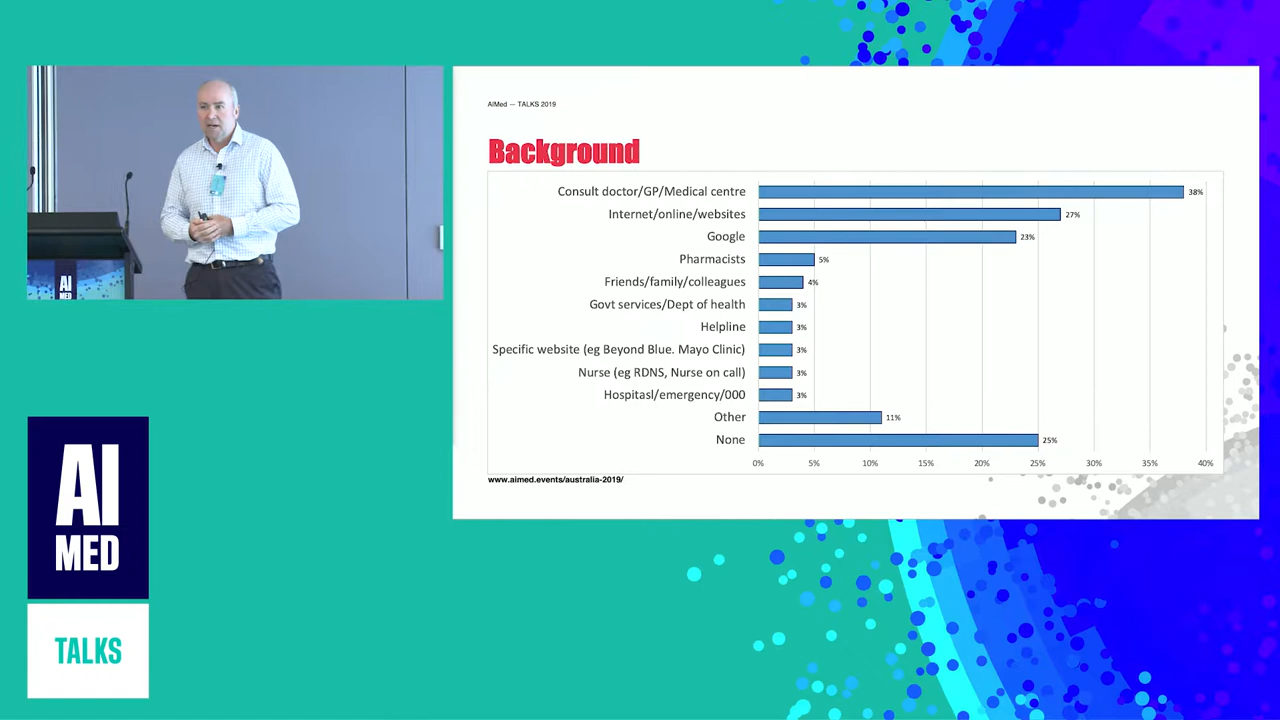 AIMed — TALKS 2019
Background
Consult doctor/GP/Medical centre 38%
Internet/online/websites 27%
Google 23%
Pharmacists 5%
Friends/family/colleagues 4%
Govt services/Dept of health 3%
Helpline 3%
Specific website (eg Beyond Blue. Mayo Clinic) 3%
Nurse (eg RDNS, Nurse on call) 3%
Hospitasl/emergency/000 3%
Other 11%
None 25%
0% 5% 10% 15% 20% 25% 30% 35% 40%
www.aimed.events/australia-2019/
AI
MED
AI
MED
TALKS